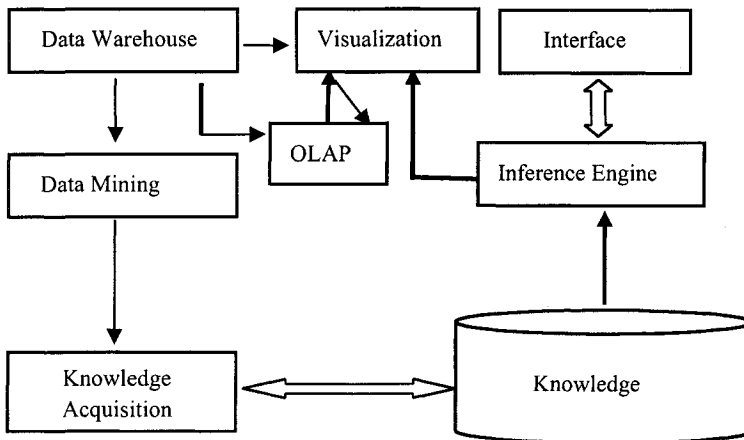 Data Warehouse
Visualization
Interface
OLAP
Data Mining
Inference Engine
Knowledge
Acquisition
Knowledge